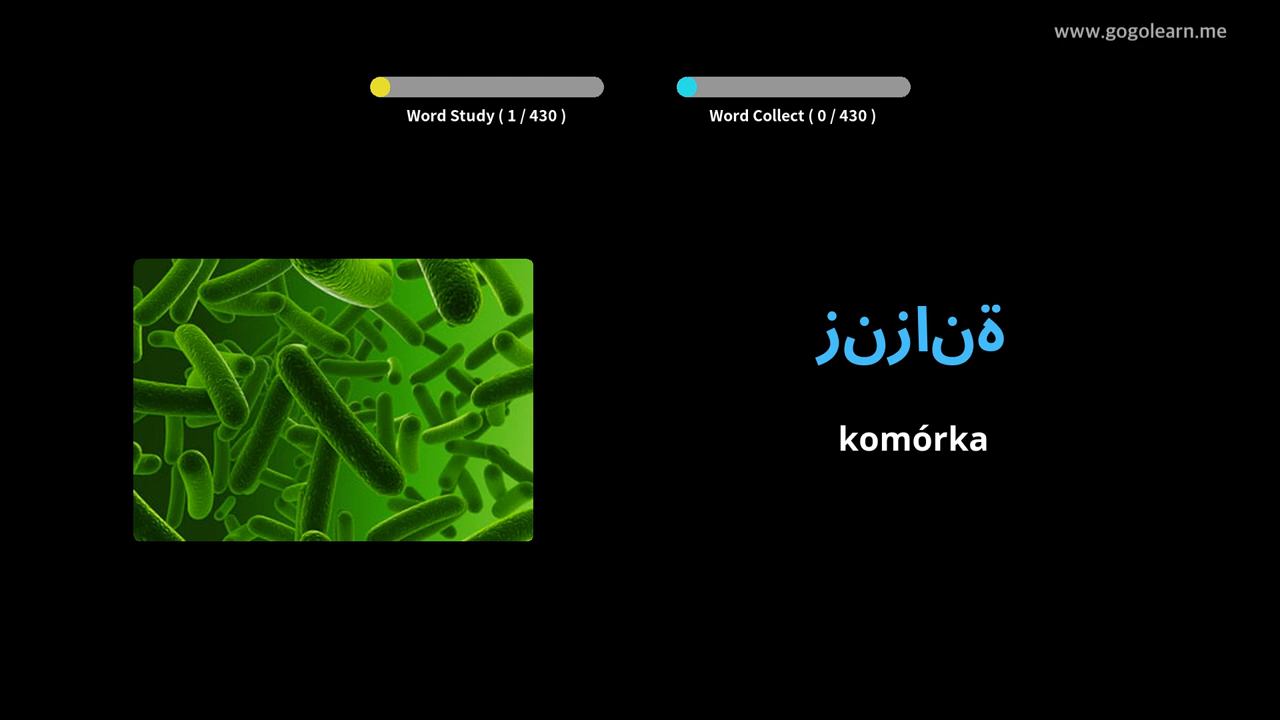 www.gogolearn.me
Word Study ( 1 / 430 )
Word Collect ( 0 / 430 )
زنزانة
komórka